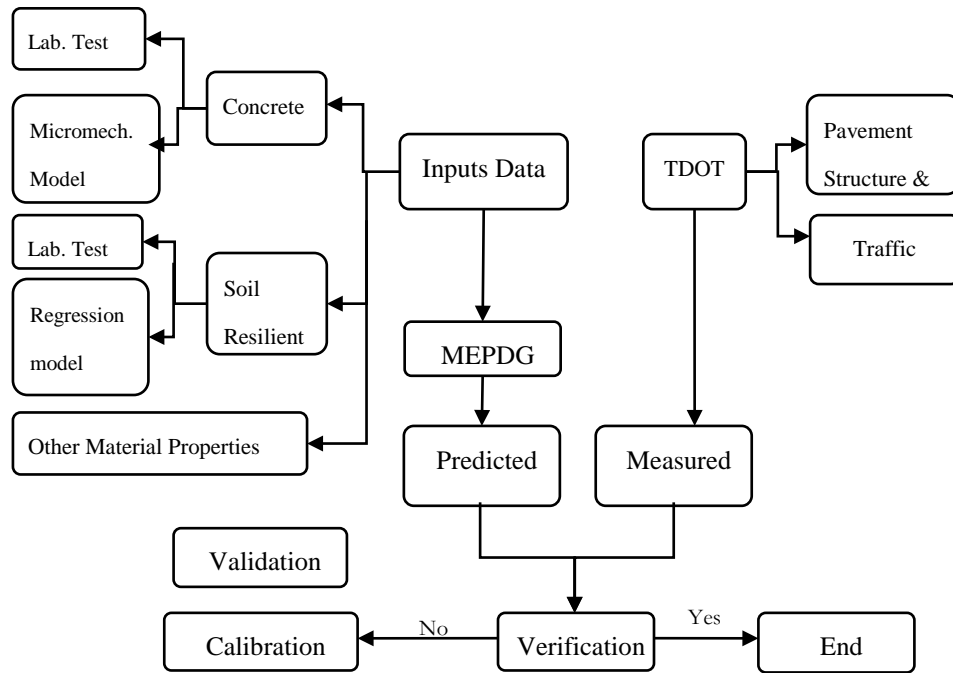 Lab. Test
Micromech.
Model
Concrete
Lab. Test
Regression
model
Soil
Resilient
Other Material Properties
Inputs Data
MEPDG
Predicted
TDOT
Pavement
Structure &
Traffic
Measured
Validation
Calibration
No
Verification
Yes
End